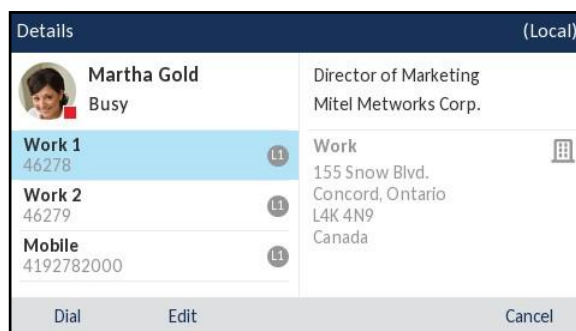 Details
(Local)
Martha Gold
Busy
Director of Marketing
Mitel Metworks Corp.
Work 1
46278
L1
Work 2
46279
L1
Mobile
4192782000
L1
Work
155 Snow Blvd.
Concord, Ontario
L4K 4N9
Canada
Dial
Edit
Cancel